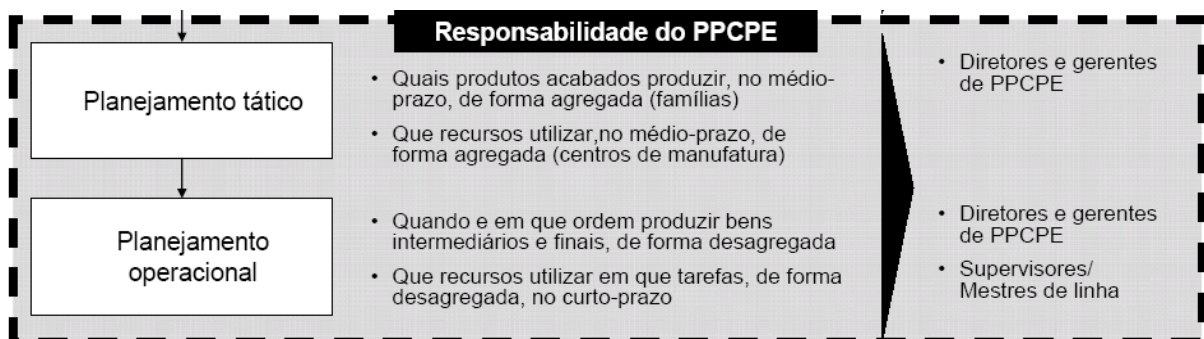 Responsabilidade do PPCPE
Planejamento tático
• Quais produtos acabados produzir, no médio-
prazo, de forma agregada (famílias)
• Que recursos utilizar,no médio-prazo, de
forma agregada (centros de manufatura)
• Diretores e gerentes
de PPCPE
Planejamento
operacional
• Quando e em que ordem produzir bens
intermediários e finais, de forma desagregada
• Que recursos utilizar em que tarefas, de forma
desagregada, no curto-prazo
• Diretores e gerentes
de PPCPE
• Supervisores/
Mestres de linha